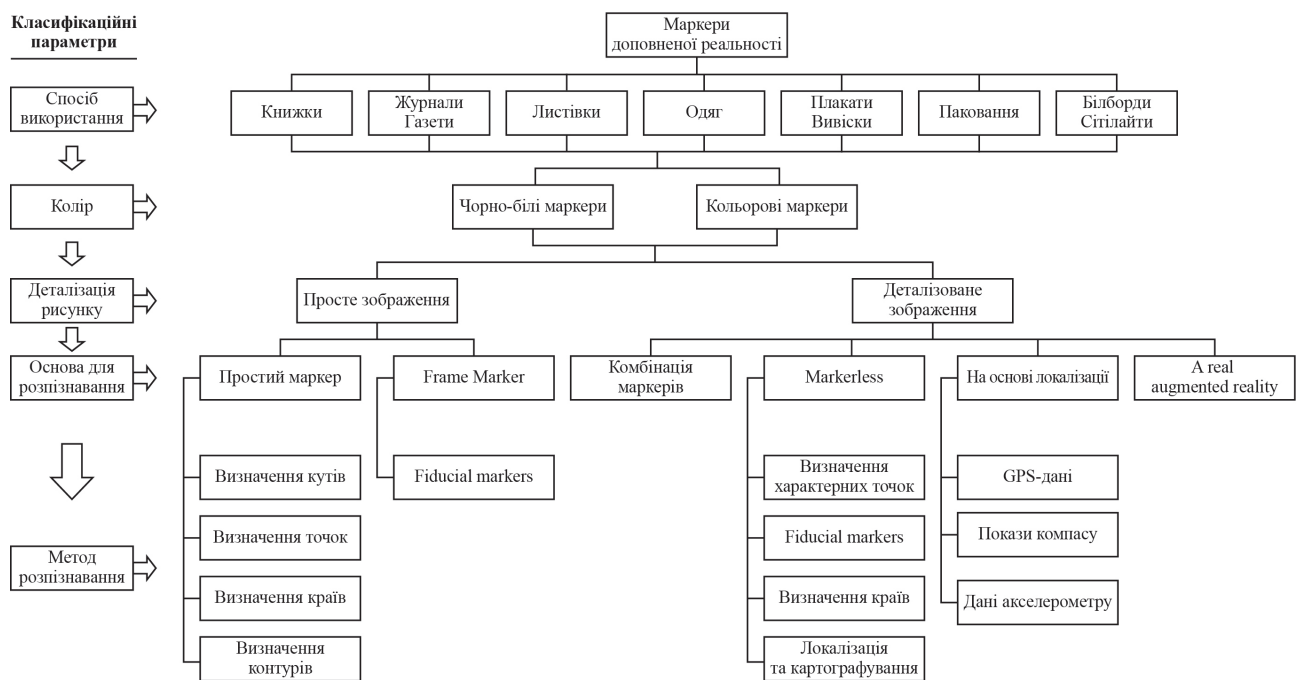 Класифікаційні
параметри
Маркери
доповненої реальності
Спосіб
використання
Книжки
Журнали
Газети
Листівки
Одяг
Плакати
Вивіски
Паковання
Білборди
Сітілайти
Колір
Чорно-білі маркери
Кольорові маркери
Деталізація
рисунку
Просте зображення
Деталізоване
зображення
Основа для
розпізнавання
Простий маркер
Frame Marker
Комбінація
маркерів
Markerless
На основі локалізації
A real
augmented reality
Метод
розпізнавання
Визначення кутів
Визначення точок
Визначення країв
Визначення
контурів
Fiducial markers
Визначення
характерних точок
Fiducial markers
Визначення країв
Локалізація
та картографування
GPS-дані
Покази компасу
Дані акселерометру